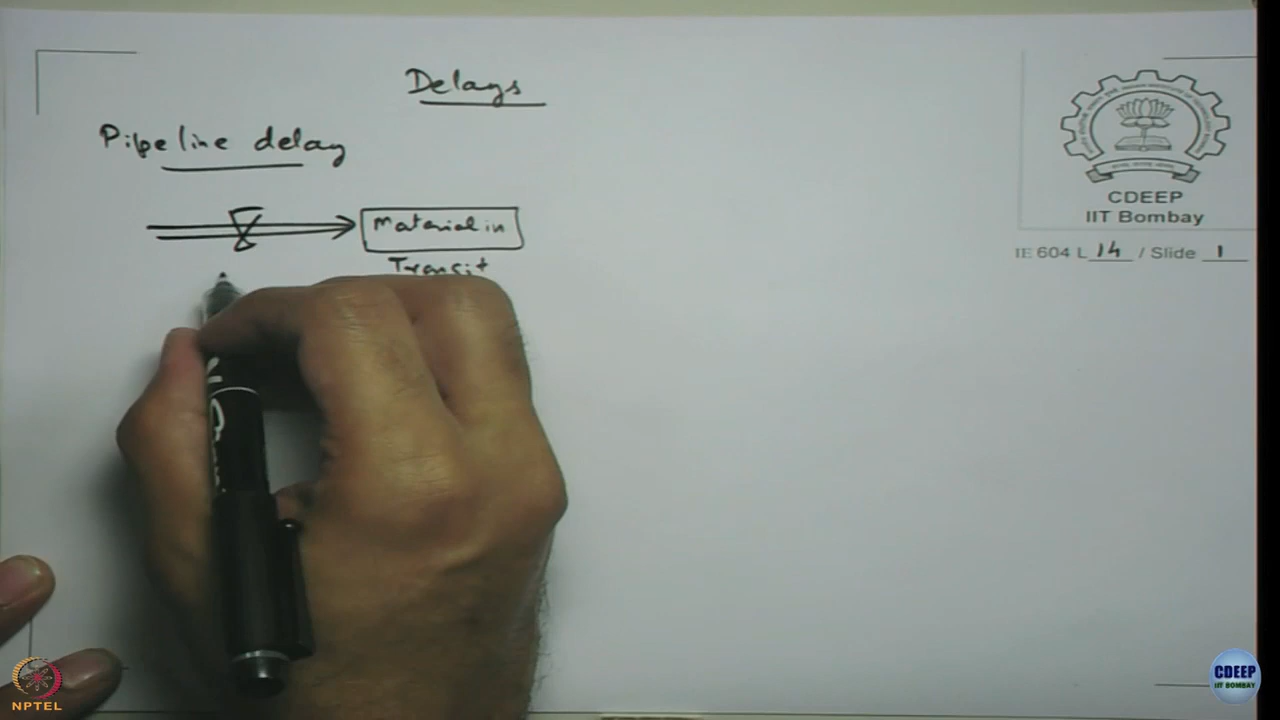 Delays
Pipeline delay
Material in
Transit
CDEEP
IIT Bombay
IE 604 L 14 / Slide 1
NPTEL
CDEEP
IIT BOMBAY